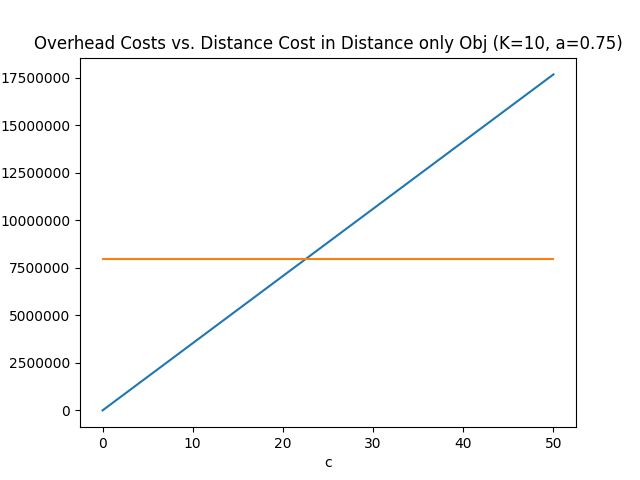 Overhead Costs vs. Distance Cost in Distance only Obj (K=10, a=0.75)
17500000
15000000
12500000
10000000
7500000
5000000
2500000
0
0 10 20 30 40 50
c